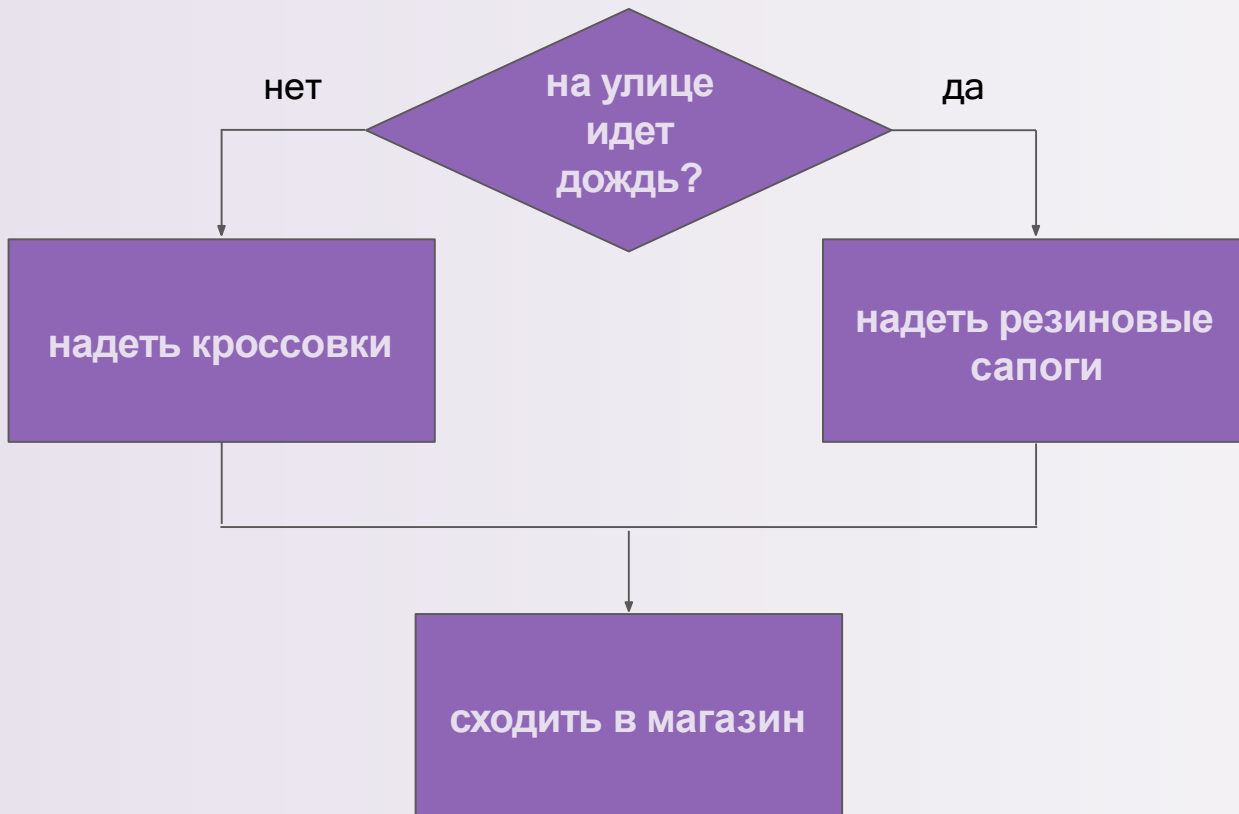 нет
на улице
идет
дождь?
да
надеть кроссовки
надеть резиновые
сапоги
сходить в магазин